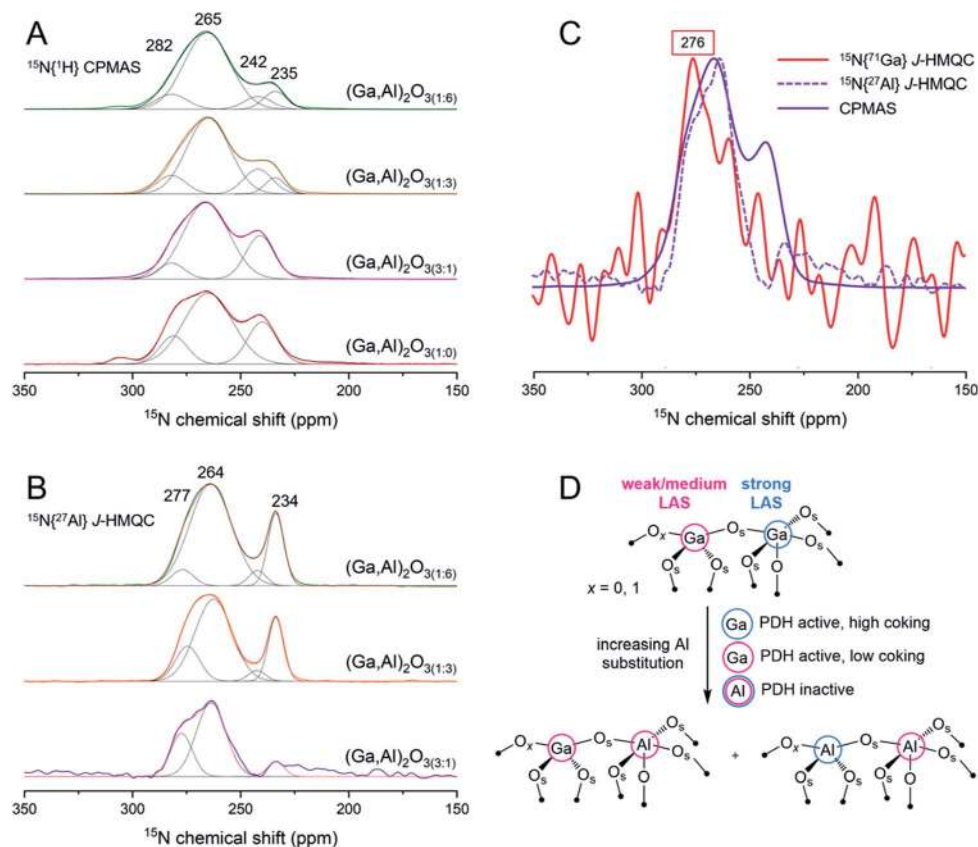 A
¹⁵N{¹H} CPMAS
282
265
242
235
(Ga,Al)₂O₃₍₁:₆₎
(Ga,Al)₂O₃₍₁:₃₎
(Ga,Al)₂O₃₍₃:₁₎
(Ga,Al)₂O₃₍₁:₀₎
350 300 250 200 150
¹⁵N chemical shift (ppm)
C
276
¹⁵N{⁷¹Ga} J-HMQC
¹⁵N{²⁷Al} J-HMQC
CPMAS
350 300 250 200 150
¹⁵N chemical shift (ppm)
B
¹⁵N{²⁷Al} J-HMQC
277
264
234
(Ga,Al)₂O₃₍₁:₆₎
(Ga,Al)₂O₃₍₁:₃₎
(Ga,Al)₂O₃₍₃:₁₎
350 300 250 200 150
¹⁵N chemical shift (ppm)
D
weak/medium
LAS
strong
LAS
Oₓ Ga Oₛ Ga Oₛ Oₛ
Oₛ Oₛ Oₛ O
x = 0, 1
increasing Al
substitution
Ga PDH active, high coking
Ga PDH active, low coking
Al PDH inactive
Oₓ Ga Oₛ Al Oₛ Oₛ
Oₛ Oₛ Oₛ O
+
Oₓ Al Oₛ Al Oₛ Oₛ
Oₛ Oₛ Oₛ O